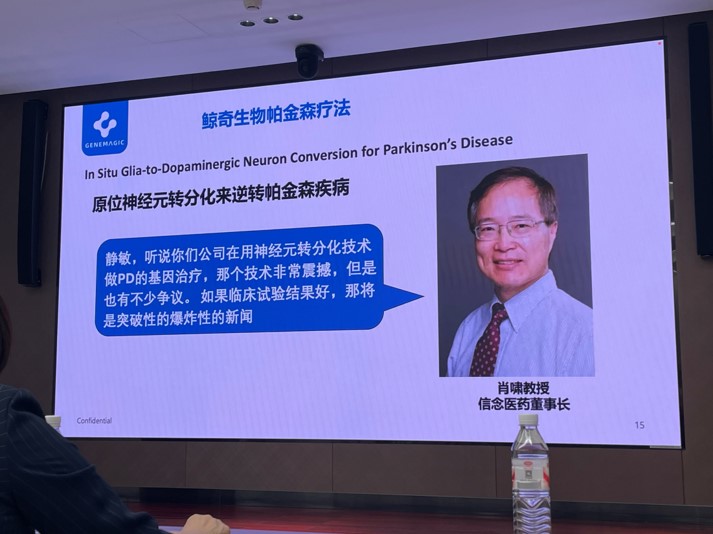 GENEMAGIC
鲸奇生物帕金森疗法
In Situ Glia-to-Dopaminergic Neuron Conversion for Parkinson's Disease
原位神经元转分化来逆转帕金森疾病
静敏，听说你们公司在用神经元转分化技术
做PD的基因治疗，那个技术非常震撼，但是
也有不少争议。如果临床试验结果好，那将
是突破性的爆炸性的新闻
肖啸教授
信念医药董事长
Confidential
15